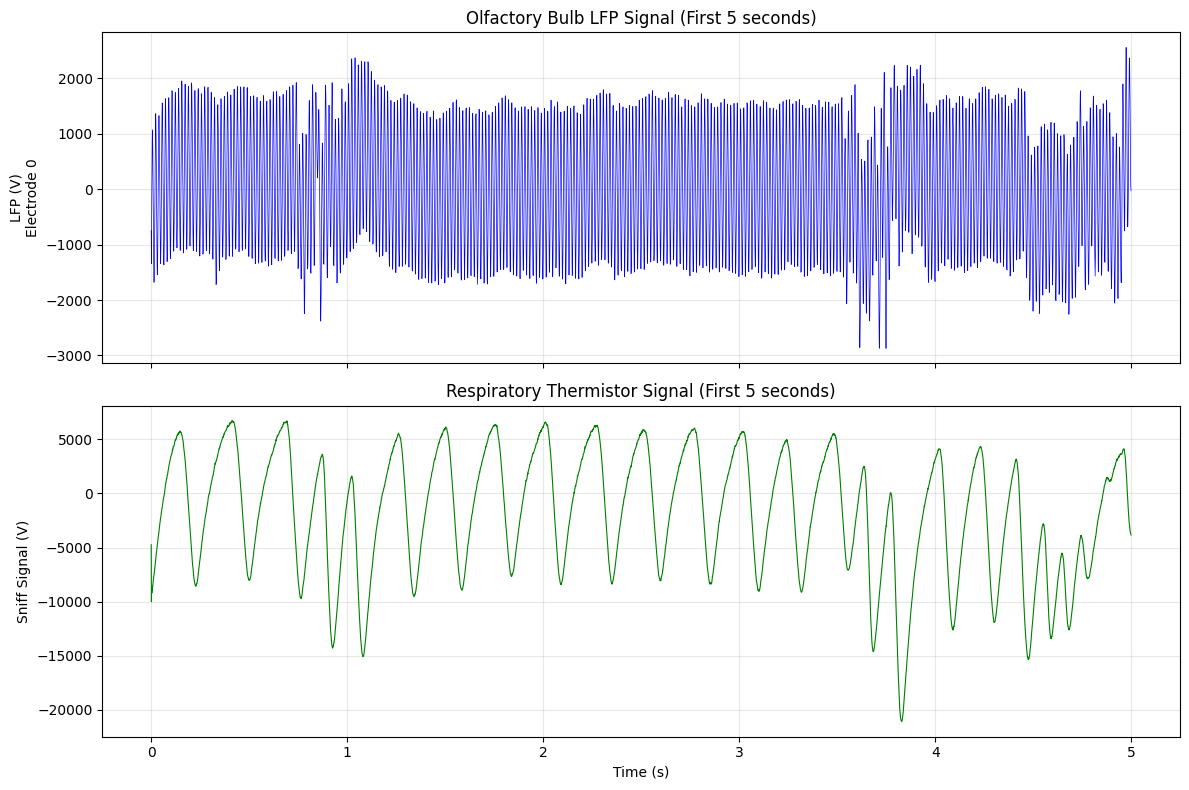 Olfactory Bulb LFP Signal (First 5 seconds)
2000
1000
0
−1000
−2000
−3000
LFP (V)
Electrode 0
Respiratory Thermistor Signal (First 5 seconds)
5000
0
−5000
−10000
−15000
−20000
Sniff Signal (V)
0 1 2 3 4 5
Time (s)